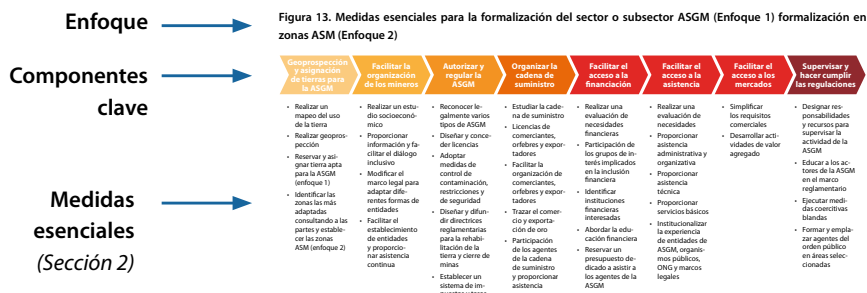 Enfoque
Figura 13. Medidas esenciales para la formalización del sector o subsector ASGM (Enfoque 1) formalización en
zonas ASM (Enfoque 2)
Componentes
clave
Geoprospección
y asignación
de tierras para
la ASGM
Facilitar la
organización
de los mineros
Autorizar y
regular la
ASGM
Organizar la
cadena de
suministro
Facilitar el
acceso a la
financiación
Facilitar el
acceso a la
asistencia
Facilitar el
acceso a los
mercados
Supervisar y
hacer cumplir
las regulaciones
Medidas
esenciales
(Sección 2)
• Realizar un
mapeo del uso
de la tierra
• Realizar geopros-
pección
• Reservar y asi-
gnar tierra apta
para la ASGM
(enfoque 1)
• Identificar las
zonas las más
adaptadas
consultando a las
partes y estable-
cer las zonas
ASM (enfoque 2)
• Realizar un estu-
dio socioeconó-
mico
• Proporcionar
información y fa-
cilitar el diálogo
inclusivo
• Modificar el
marco legal para
adaptar dife-
rentes formas de
entidades
• Facilitar el
establecimiento
de entidades
y proporcio-
nar asistencia
continua
• Reconocer le-
galmente varios
tipos de ASGM
• Diseñar y conce-
der licencias
• Adoptar
medidas de
control de
contaminación,
restricciones y
de seguridad
• Diseñar y difun-
dir directrices
reglamentarias
para la rehabi-
litación de la
tierra y cierre de
minas
• Establecer un
sistema de im-
• Estudiar la cade-
na de suministro
• Licencias de
comerciantes,
orfebres y expor-
tadores
• Facilitar la
organización de
comerciantes,
orfebres y expor-
tadores
• Trazar el comer-
cio y exporta-
ción de oro
• Participación
de los agentes
de la cadena
de suministro
y proporcionar
asistencia
• Realizar una
evaluación de
necesidades
financieras
• Participación de
los grupos de in-
terés implicados
en la inclusión
financiera
• Identificar
instituciones
financieras
interesadas
• Abordar la edu-
cación financiera
• Reservar un
presupuesto de-
dicado a asistir a
los agentes de la
ASGM
• Realizar una
evaluación de
necesidades
• Proporcionar
asistencia
administrativa y
organizativa
• Proporcionar
asistencia
técnica
• Proporcionar
servicios básicos
• Institucionalizar
la experiencia
de entidades de
ASGM, organis-
mos públicos,
ONG y marcos
legales
• Simplificar
los requisitos
comerciales
• Desarrollar acti-
vidades de valor
agregado
• Designar res-
ponsabilidades
y recursos para
supervisar la
actividad de la
ASGM
• Educar a los ac-
tores de la ASGM
en el marco
reglamentario
• Ejecutar medi-
das coercitivas
blandas
• Formar y empla-
zar agentes del
orden público
en áreas selec-
cionadas